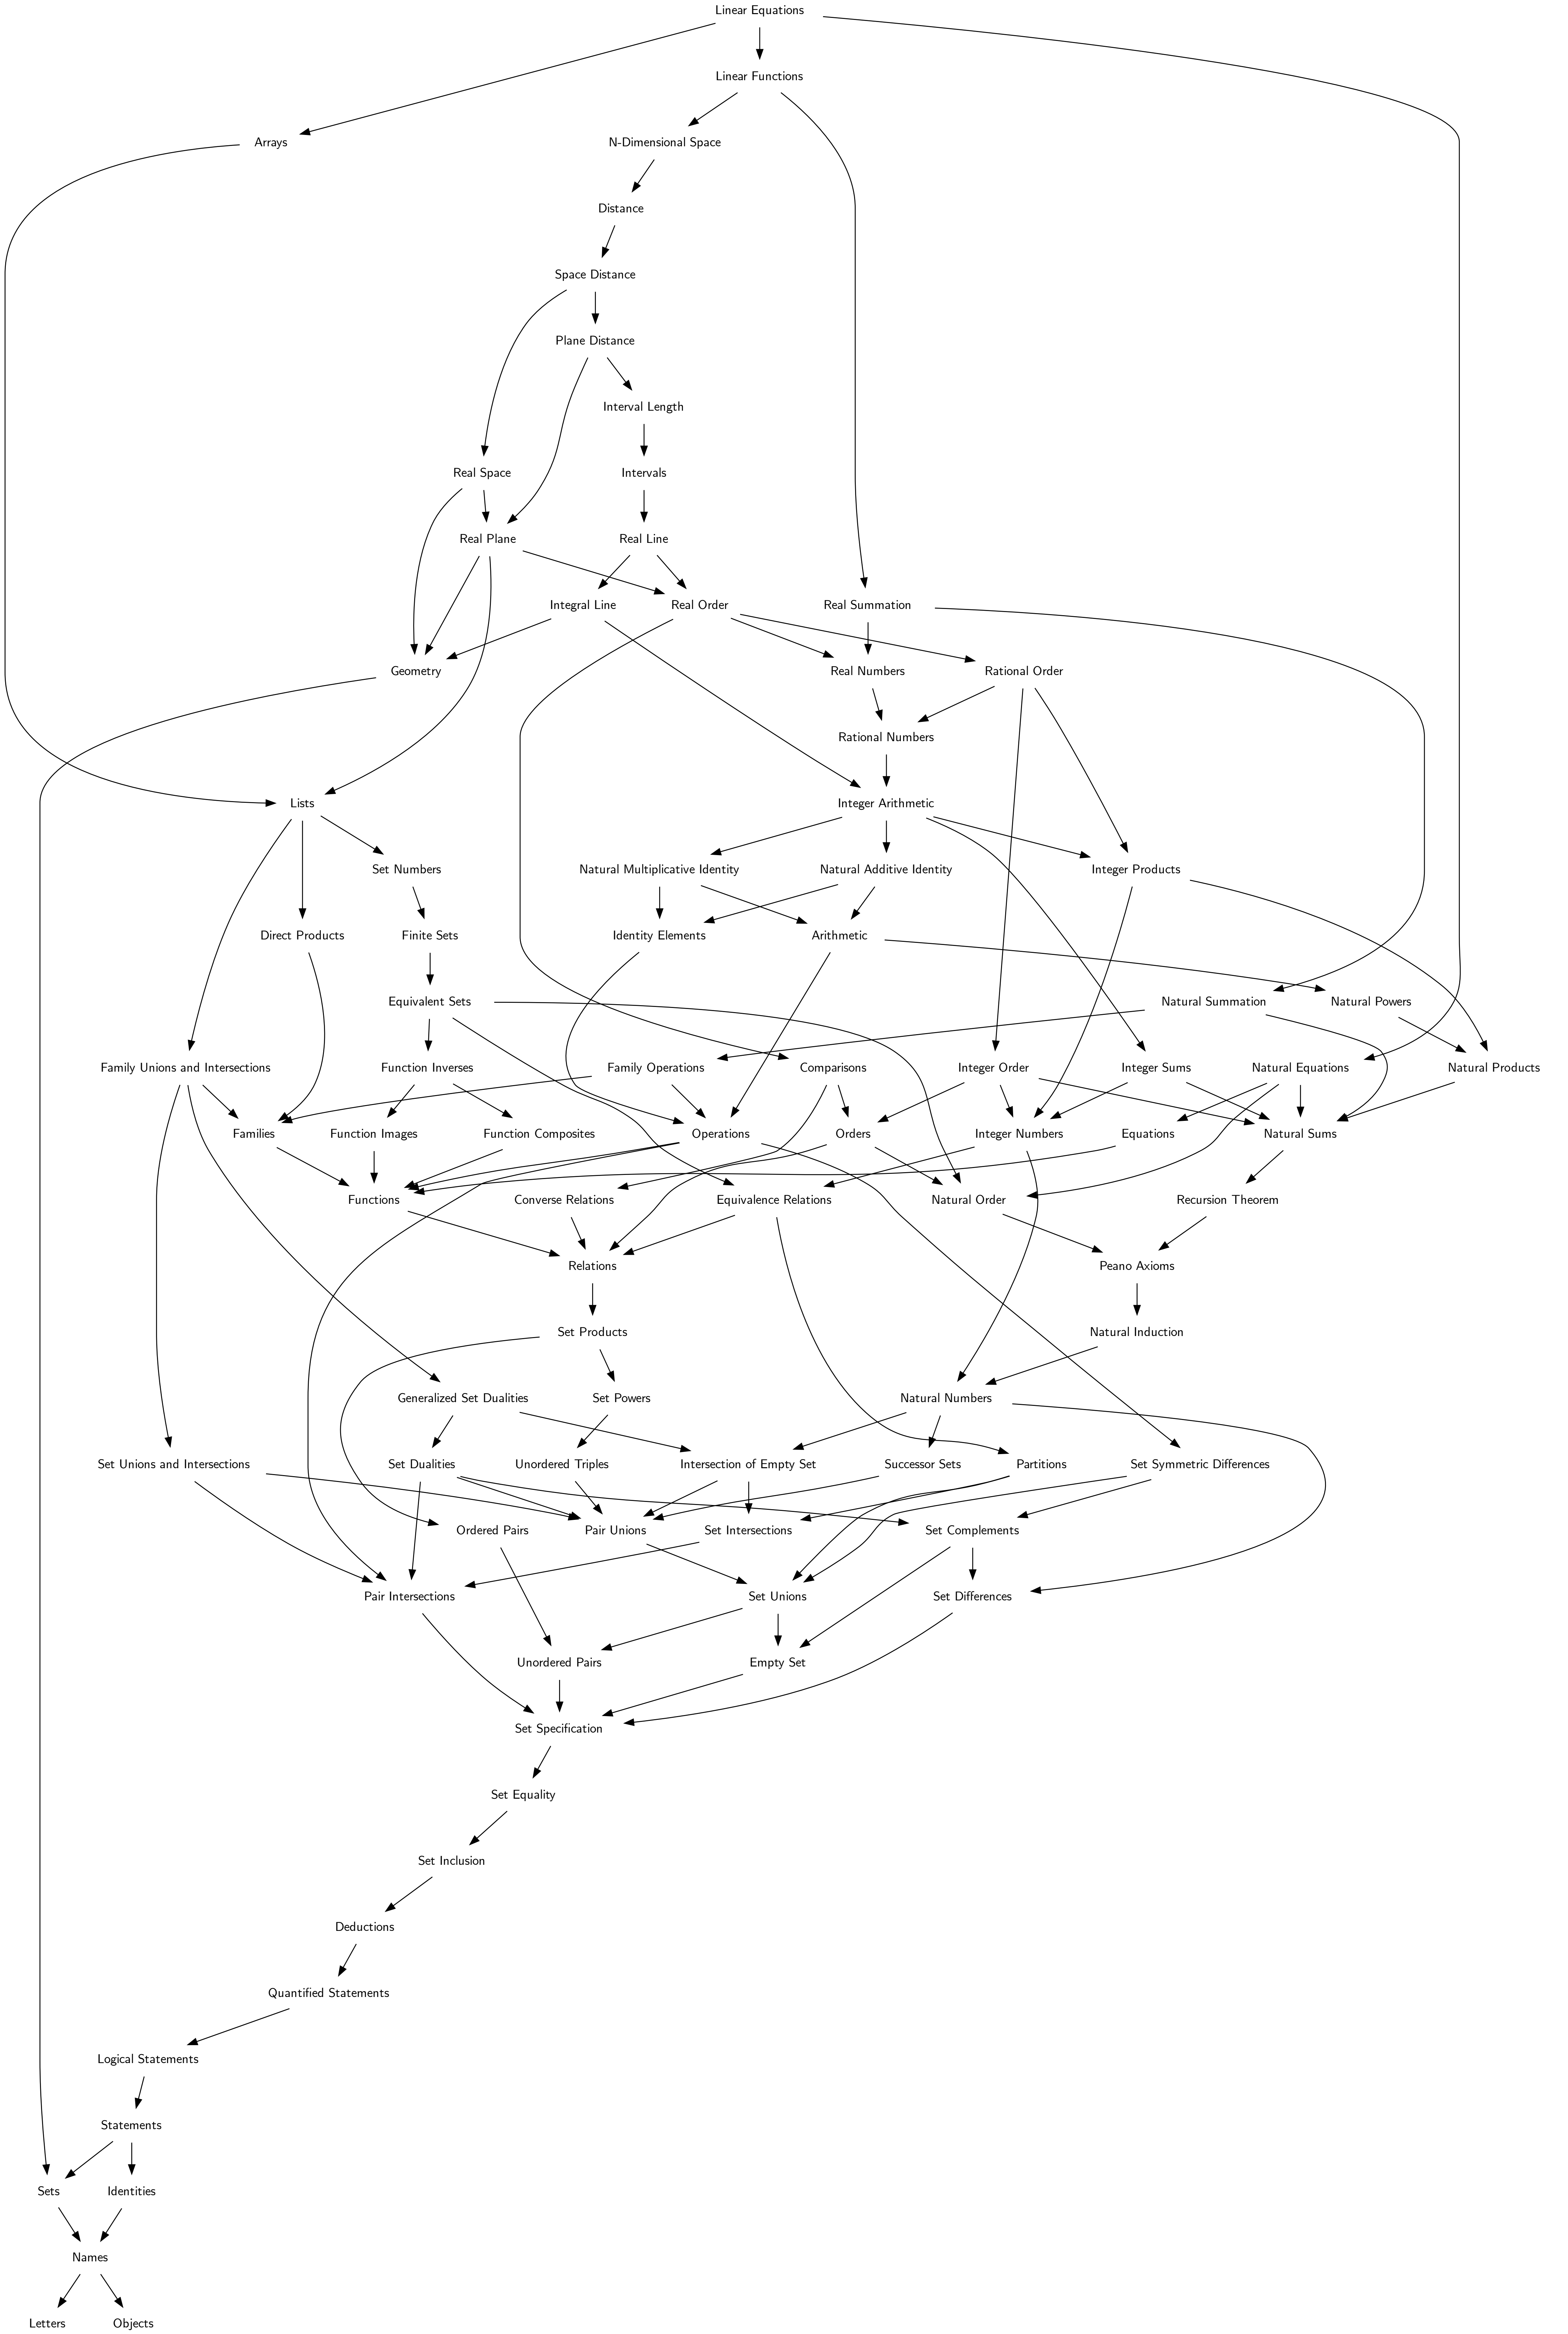 Linear Equations
Linear Functions
Arrays
N-Dimensional Space
Distance
Space Distance
Plane Distance
Interval Length
Real Space
Intervals
Real Plane
Real Line
Integral Line
Real Order
Real Summation
Geometry
Real Numbers
Rational Order
Rational Numbers
Lists
Integer Arithmetic
Set Numbers
Natural Multiplicative Identity
Natural Additive Identity
Integer Products
Direct Products
Finite Sets
Identity Elements
Arithmetic
Equivalent Sets
Natural Summation
Natural Powers
Family Unions and Intersections
Function Inverses
Family Operations
Comparisons
Integer Order
Integer Sums
Natural Equations
Natural Products
Families
Function Images
Function Composites
Operations
Orders
Integer Numbers
Equations
Natural Sums
Functions
Converse Relations
Equivalence Relations
Natural Order
Recursion Theorem
Relations
Peano Axioms
Set Products
Natural Induction
Generalized Set Dualities
Set Powers
Natural Numbers
Set Unions and Intersections
Set Dualities
Unordered Triples
Intersection of Empty Set
Successor Sets
Partitions
Set Symmetric Differences
Ordered Pairs
Pair Unions
Set Intersections
Set Complements
Pair Intersections
Set Unions
Set Differences
Unordered Pairs
Empty Set
Set Specification
Set Equality
Set Inclusion
Deductions
Quantified Statements
Logical Statements
Statements
Sets
Identities
Names
Letters
Objects